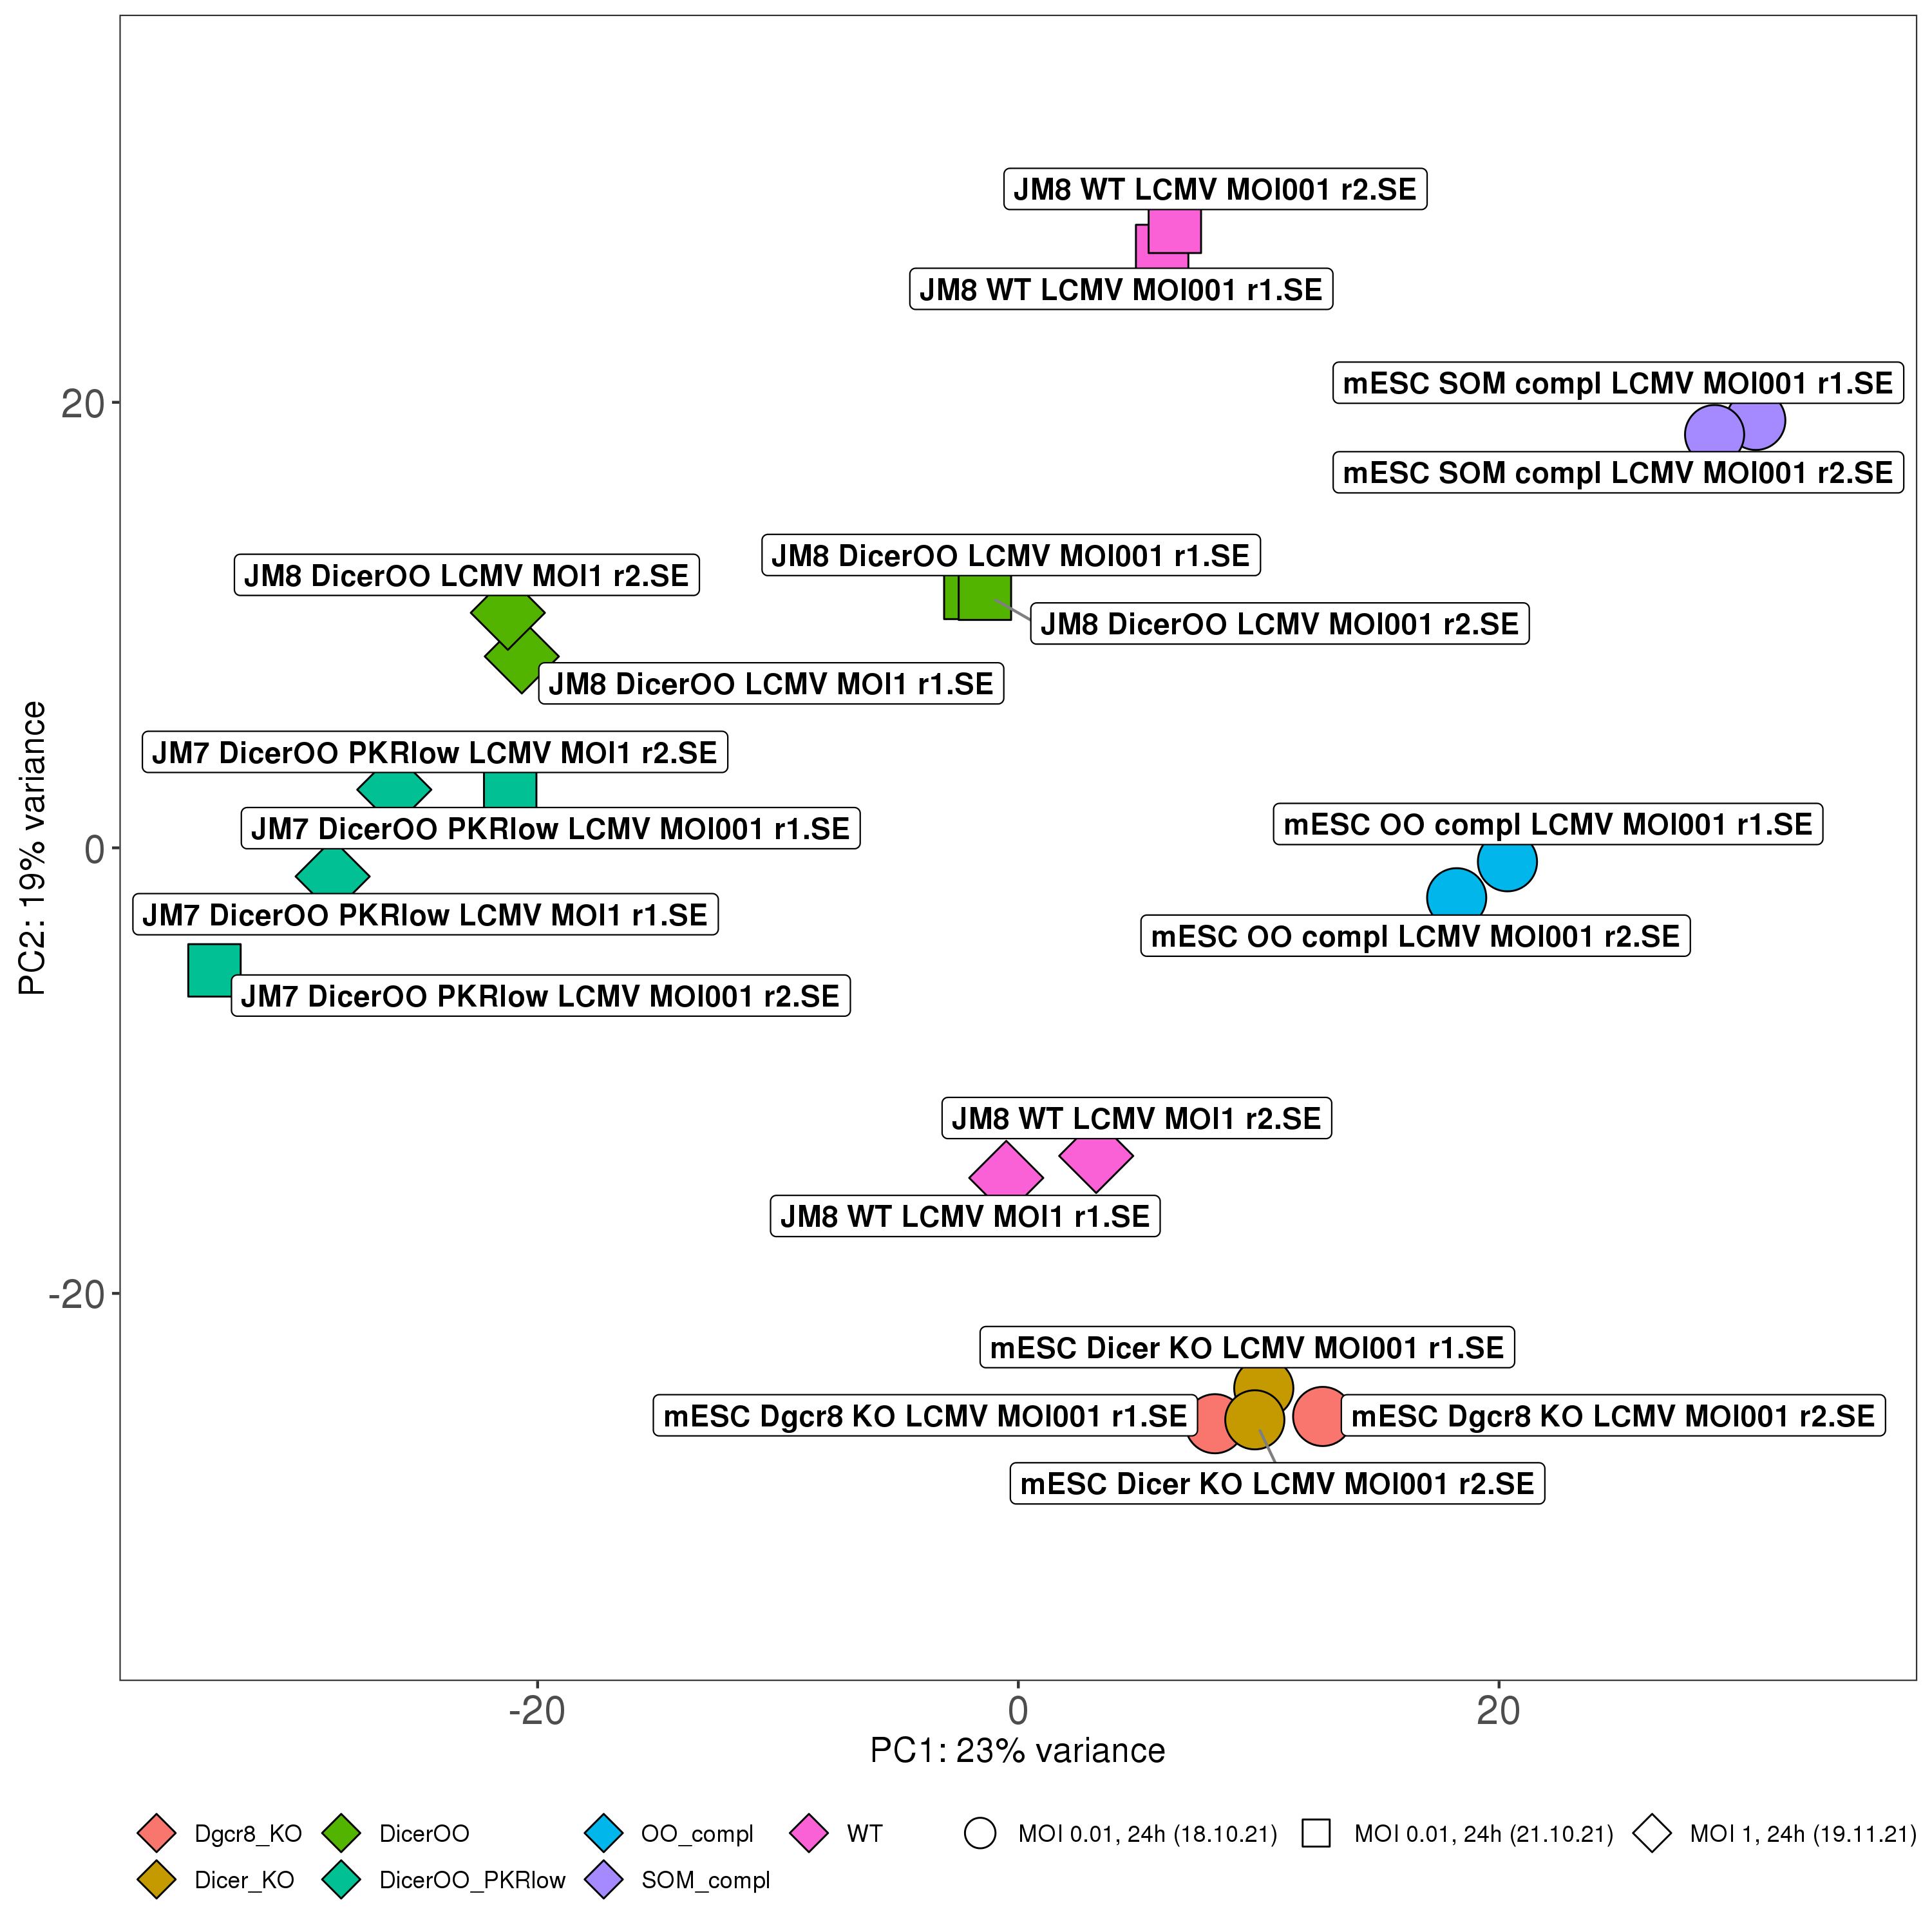 JM8 WT LCMV MOI001 r2.SE
JM8 WT LCMV MOI001 r1.SE
mESC SOM compl LCMV MOI001 r1.SE
20
mESC SOM compl LCMV MOI001 r2.SE
JM8 DicerOO LCMV MOI001 r1.SE
JM8 DicerOO LCMV MOI1 r2.SE
JM8 DicerOO LCMV MOI001 r2.SE
JM8 DicerOO LCMV MOI1 r1.SE
JM7 DicerOO PKRlow LCMV MOI1 r2.SE
mESC OO compl LCMV MOI001 r1.SE
JM7 DicerOO PKRlow LCMV MOI001 r1.SE
0
PC2: 19% variance
JM7 DicerOO PKRlow LCMV MOI1 r1.SE
mESC OO compl LCMV MOI001 r2.SE
JM7 DicerOO PKRlow LCMV MOI001 r2.SE
JM8 WT LCMV MOI1 r2.SE
JM8 WT LCMV MOI1 r1.SE
-20
mESC Dicer KO LCMV MOI001 r1.SE
mESC Dgcr8 KO LCMV MOI001 r1.SE
mESC Dgcr8 KO LCMV MOI001 r2.SE
mESC Dicer KO LCMV MOI001 r2.SE
-20 0 20
PC1: 23% variance
Dgcr8_KO DicerOO OO_compl WT MOI 0.01, 24h (18.10.21) MOI 0.01, 24h (21.10.21) MOI 1, 24h (19.11.21)
Dicer_KO DicerOO_PKRlow SOM_compl